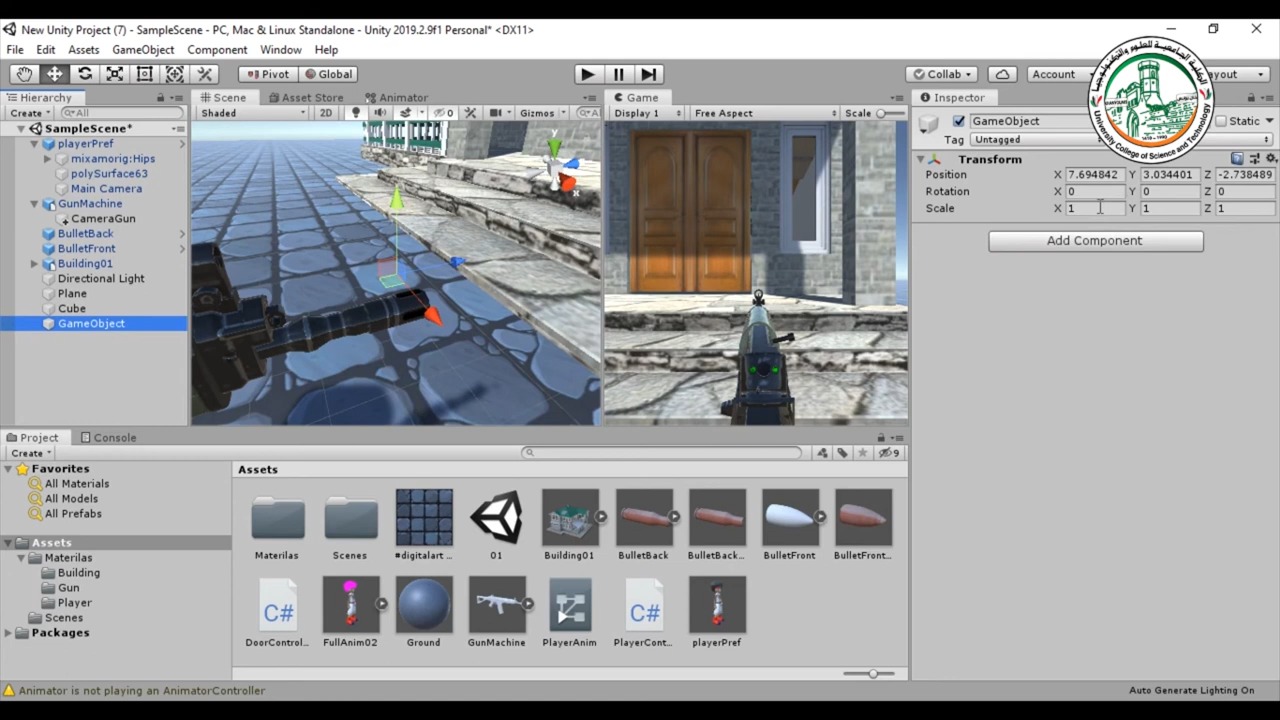 New Unity Project (7) - SampleScene - PC, Mac & Linux Standalone - Unity 2019.2.9f1 Personal* <DX11>
File Edit Assets GameObject Component Window Help
Pivot Global Collab Account
Hierarchy
Create All
SampleScene*
playerPref
mixamorig:Hips
polySurface63
Main Camera
GunMachine
CameraGun
BulletBack
BulletFront
Building01
Directional Light
Plane
Cube
GameObject
Scene Asset Store Animator
Shaded 2D Gizmos
Game
Display 1 Free Aspect Scale
Inspector
GameObject Static
Tag Untagged
Transform
Position X 7.694842 Y 3.034401 Z -2.738489
Rotation X 0 Y 0 Z 0
Scale X 1 Y 1 Z 1
Add Component
الكلية الجامعية للعلوم والتكنولوجيا
University College of Science and Technology
Project Console
Create 9
Favorites
All Materials
All Models
All Prefabs
Assets
Materilas
Building
Gun
Player
Scenes
Packages
Assets
Materilas Scenes #digitalart ... 01 Building01 BulletBack BulletBack... BulletFront BulletFront...
C# C#
DoorControl... FullAnim02 Ground GunMachine PlayerAnim PlayerCont... playerPref
Animator is not playing an AnimatorController
Auto Generate Lighting On